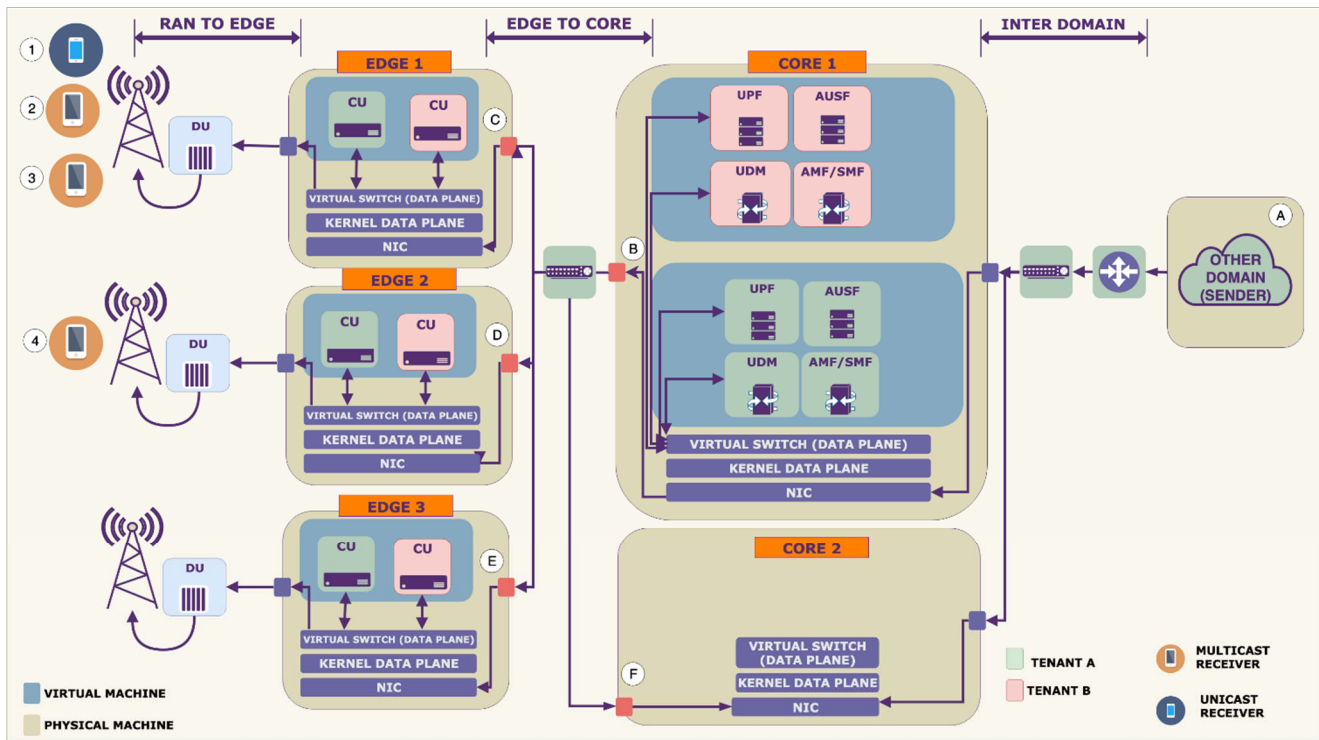 RAN TO EDGE
EDGE TO CORE
INTER DOMAIN
1
2
3
4
DU
EDGE 1
CU
CU
C
VIRTUAL SWITCH (DATA PLANE)
KERNEL DATA PLANE
NIC
DU
EDGE 2
CU
CU
D
VIRTUAL SWITCH (DATA PLANE)
KERNEL DATA PLANE
NIC
DU
EDGE 3
CU
CU
E
VIRTUAL SWITCH (DATA PLANE)
KERNEL DATA PLANE
NIC
B
CORE 1
UPF
AUSF
UDM
AMF/SMF
UPF
AUSF
UDM
AMF/SMF
VIRTUAL SWITCH (DATA PLANE)
KERNEL DATA PLANE
NIC
CORE 2
F
VIRTUAL SWITCH
(DATA PLANE)
KERNEL DATA PLANE
NIC
A
OTHER
DOMAIN
(SENDER)
VIRTUAL MACHINE
PHYSICAL MACHINE
TENANT A
TENANT B
MULTICAST
RECEIVER
UNICAST
RECEIVER